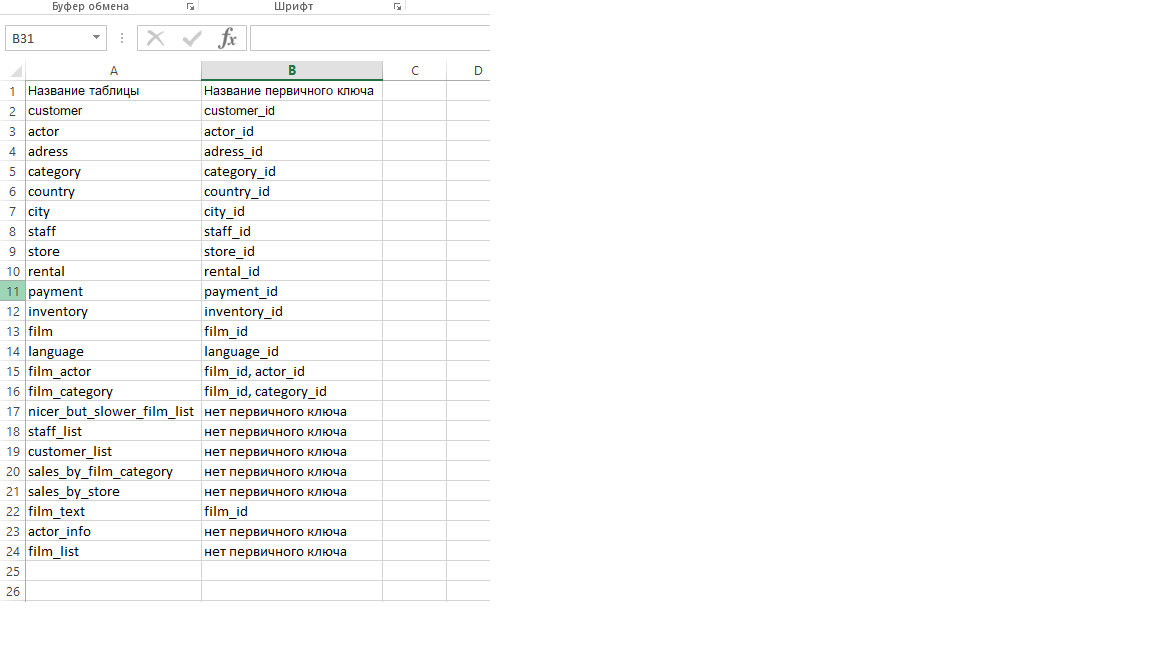 Буфер обмена Шрифт
B31 fx
A B C D
1 Название таблицы Название первичного ключа
2 customer customer_id
3 actor actor_id
4 adress adress_id
5 category category_id
6 country country_id
7 city city_id
8 staff staff_id
9 store store_id
10 rental rental_id
11 payment payment_id
12 inventory inventory_id
13 film film_id
14 language language_id
15 film_actor film_id, actor_id
16 film_category film_id, category_id
17 nicer_but_slower_film_list нет первичного ключа
18 staff_list нет первичного ключа
19 customer_list нет первичного ключа
20 sales_by_film_category нет первичного ключа
21 sales_by_store нет первичного ключа
22 film_text film_id
23 actor_info нет первичного ключа
24 film_list нет первичного ключа
25
26